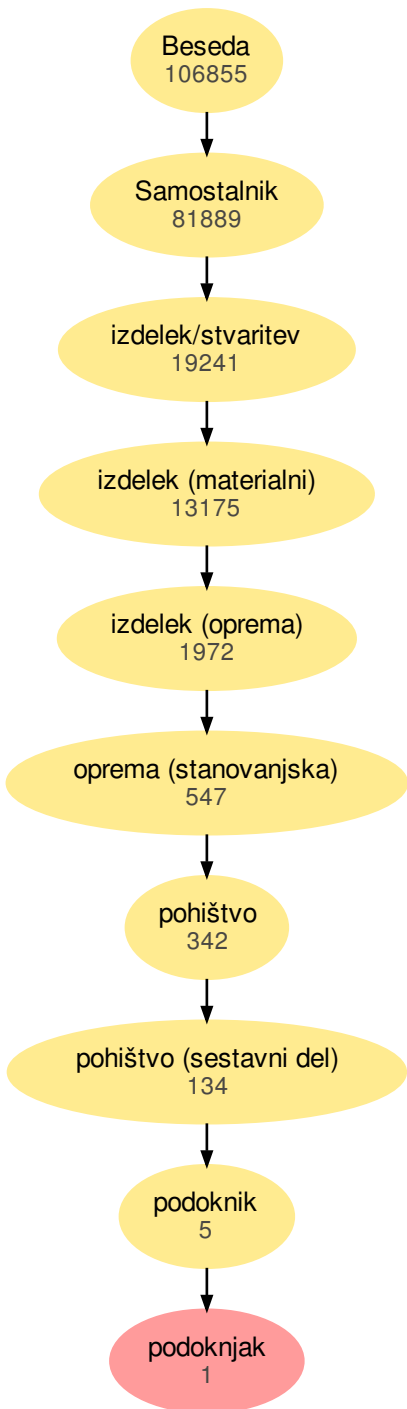 Beseda
106855
Samostalnik
81889
izdelek/stvaritev
19241
izdelek (materialni)
13175
izdelek (oprema)
1972
oprema (stanovanjska)
547
pohištvo
342
pohištvo (sestavni del)
134
podoknik
5
podoknjak
1